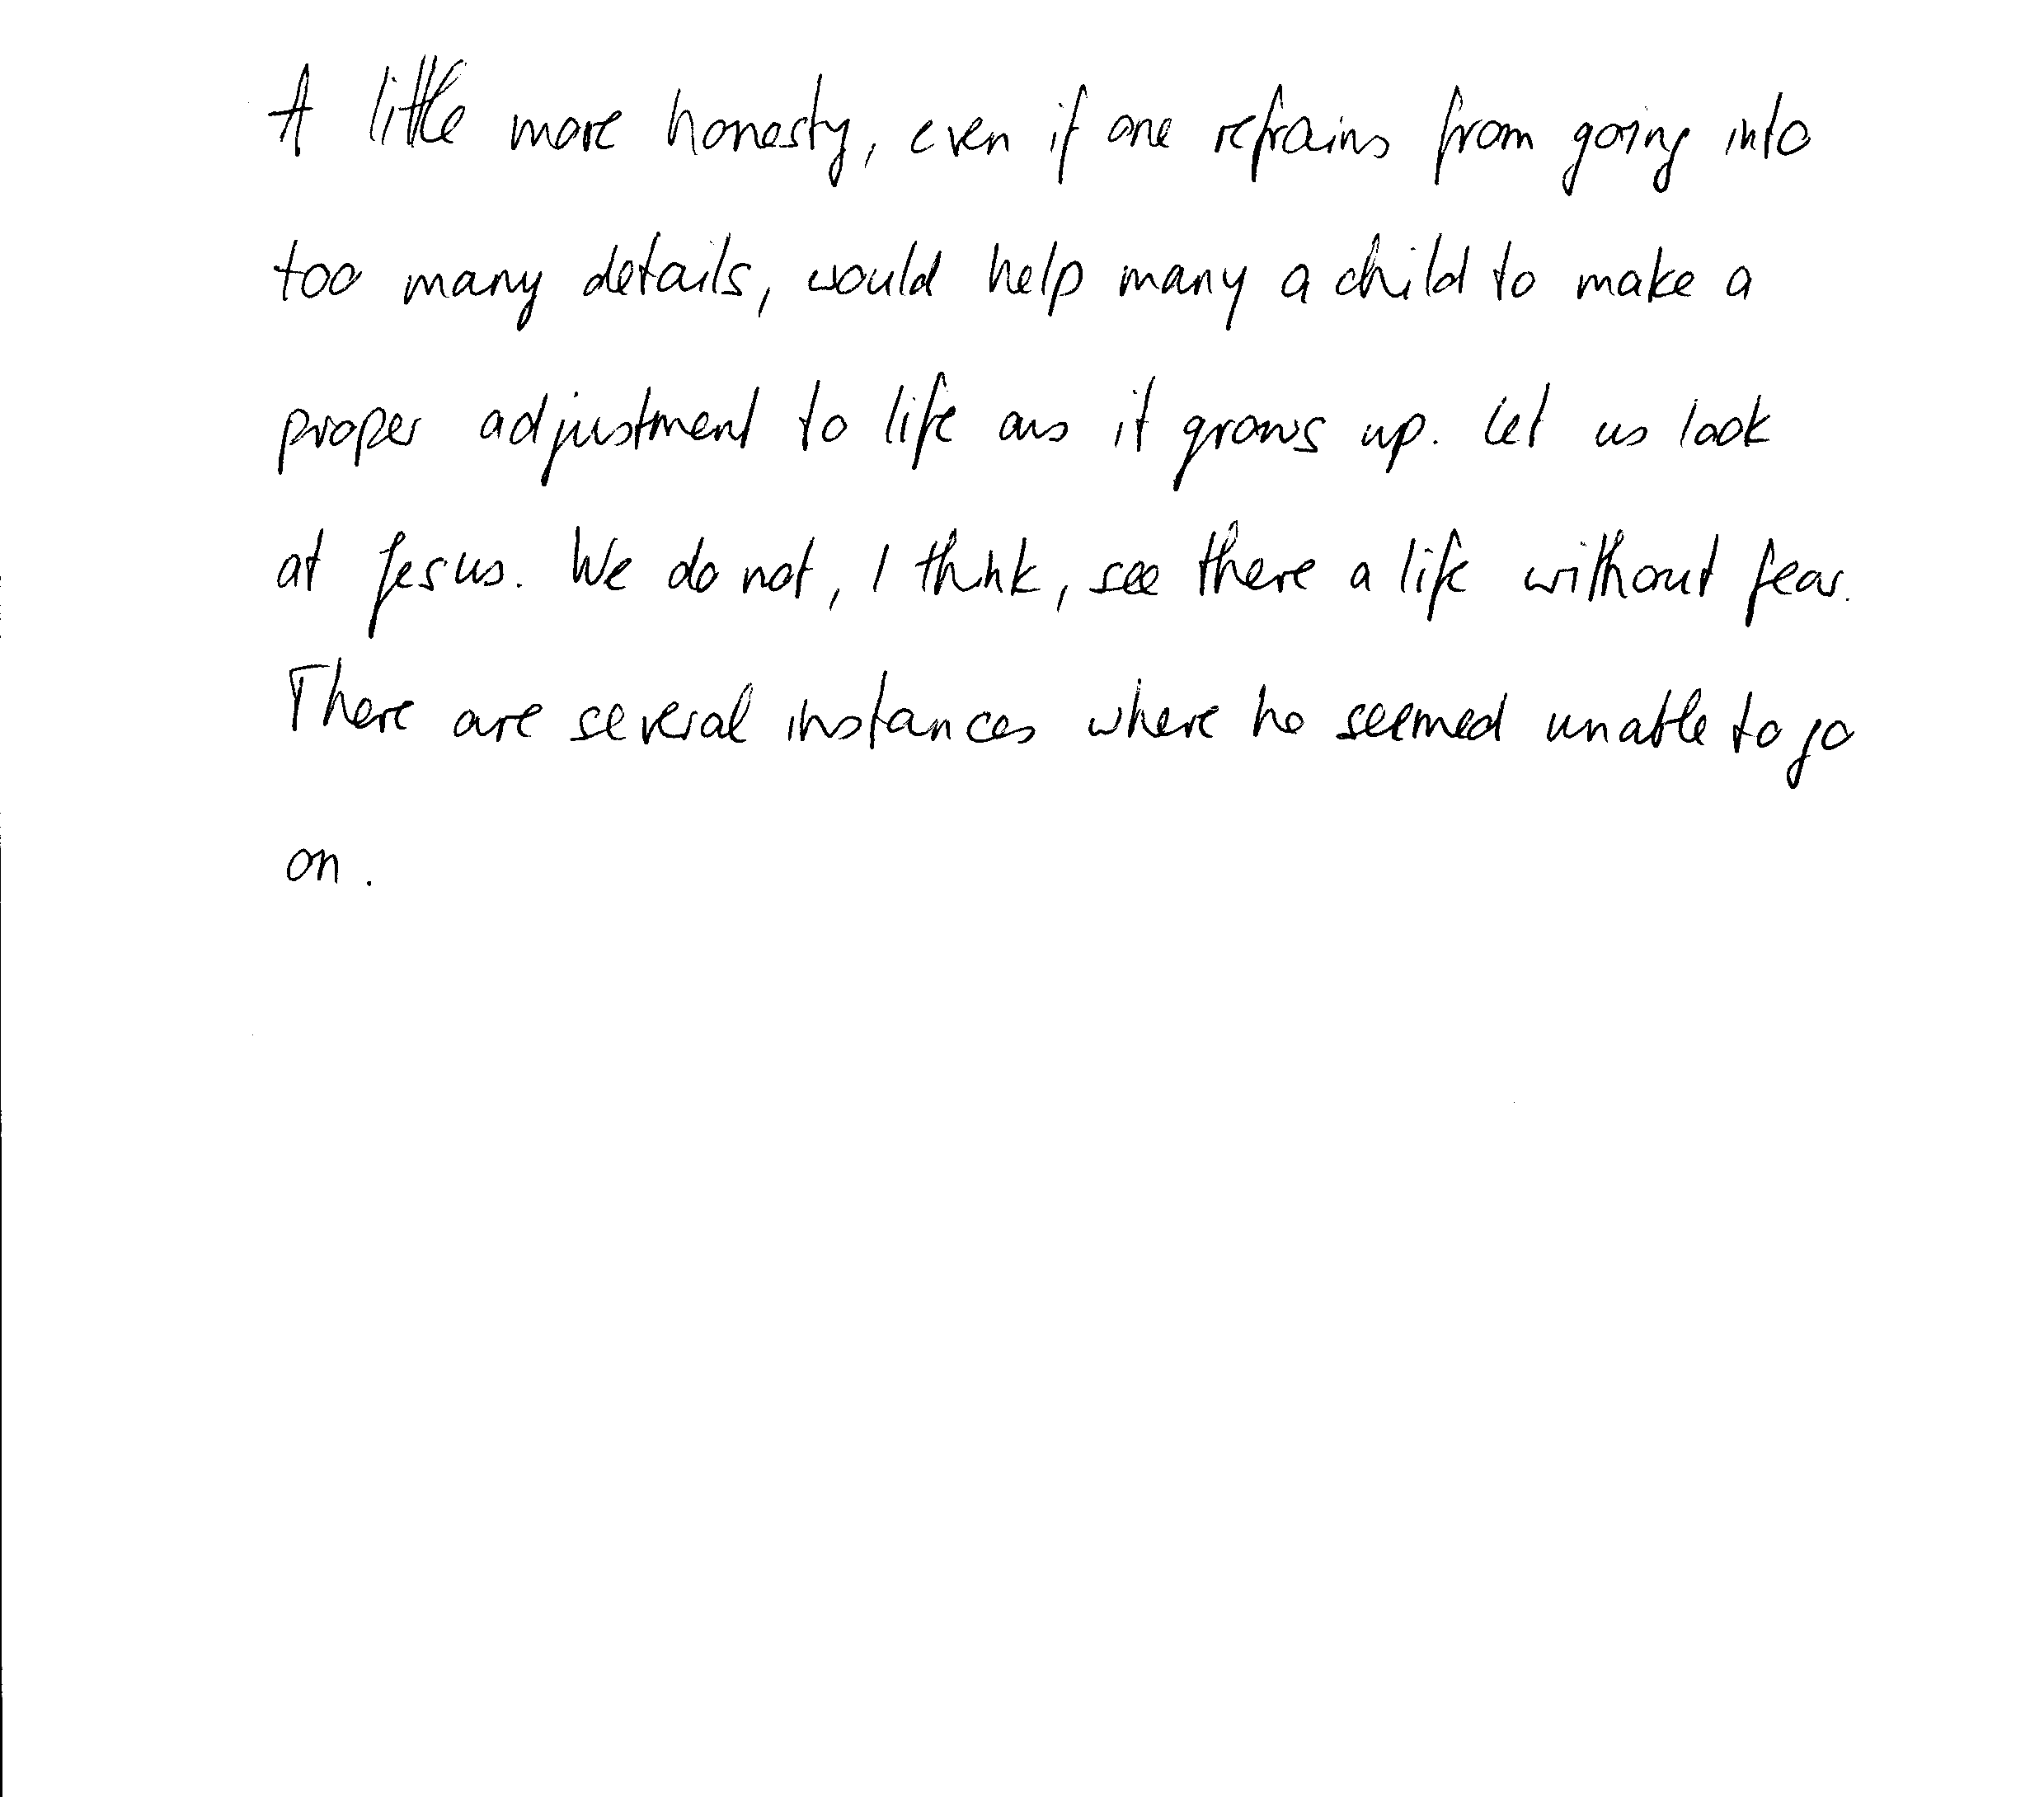 A little more honesty, even if one refrains from going into
too many details, would help many a child to make a
proper adjustment to life as it grows up. Let us look
at Jesus. We do not, I think, see there a life without fear.
There are several instances where he seemed unable to go
on.